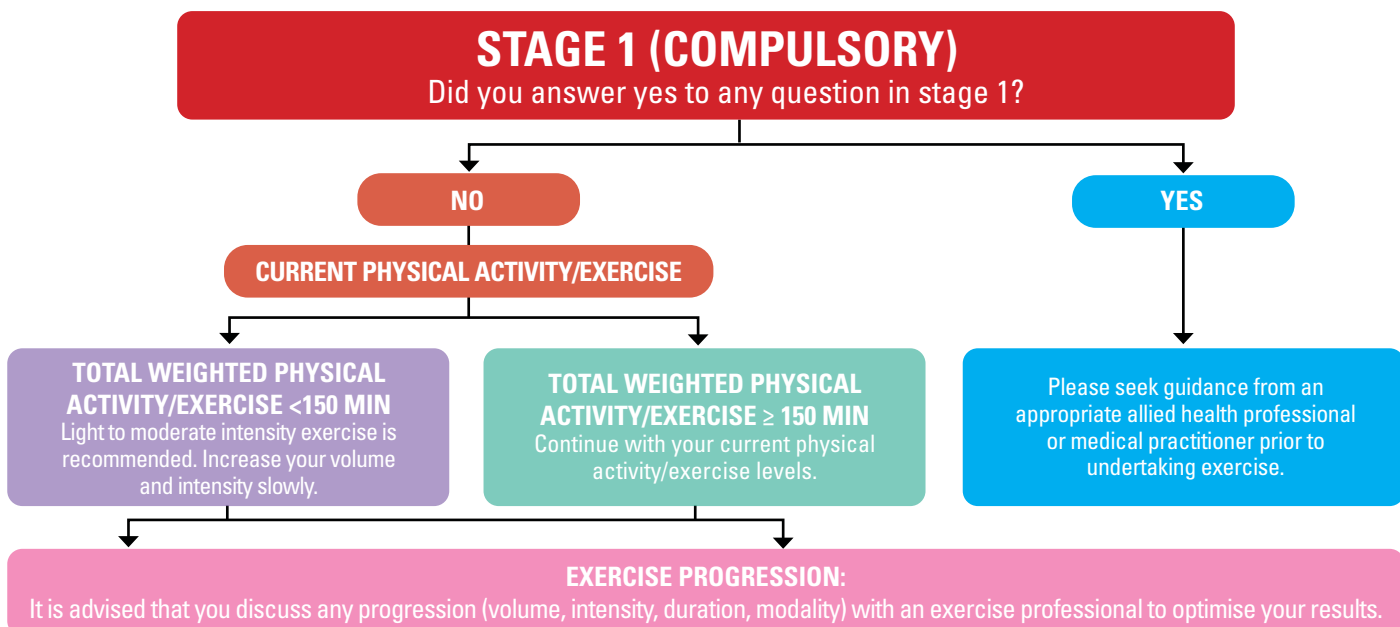 STAGE 1 (COMPULSORY)
Did you answer yes to any question in stage 1?
NO
YES
CURRENT PHYSICAL ACTIVITY/EXERCISE
TOTAL WEIGHTED PHYSICAL
ACTIVITY/EXERCISE <150 MIN
Light to moderate intensity exercise is
recommended. Increase your volume
and intensity slowly.
TOTAL WEIGHTED PHYSICAL
ACTIVITY/EXERCISE ≥ 150 MIN
Continue with your current physical
activity/exercise levels.
Please seek guidance from an
appropriate allied health professional
or medical practitioner prior to
undertaking exercise.
EXERCISE PROGRESSION:
It is advised that you discuss any progression (volume, intensity, duration, modality) with an exercise professional to optimise your results.